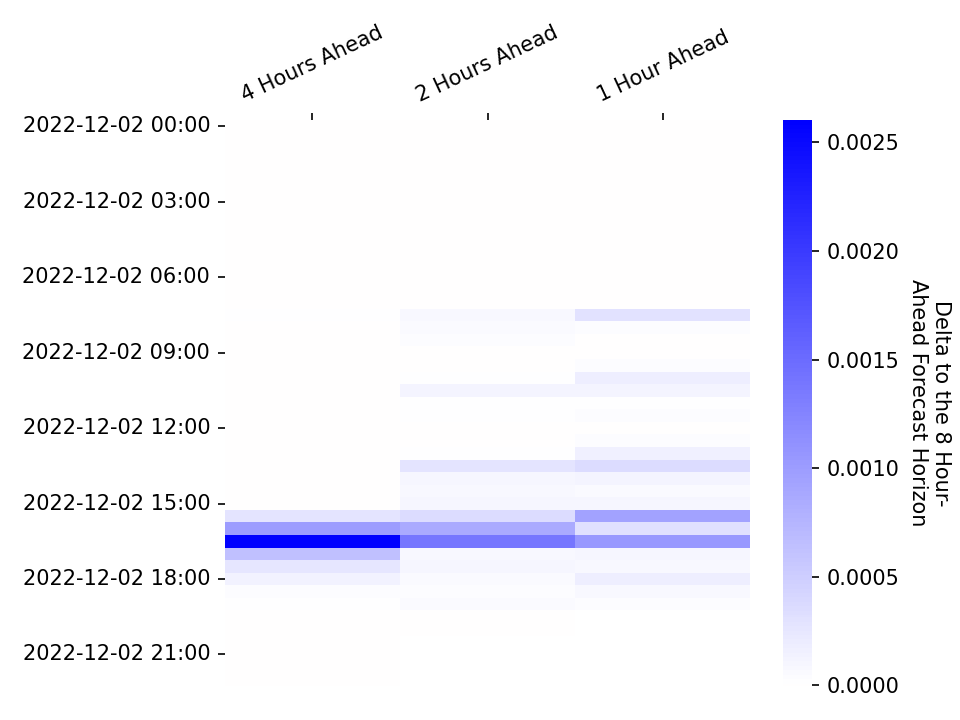 4 Hours Ahead
2 Hours Ahead
1 Hour Ahead
2022-12-02 00:00
2022-12-02 03:00
2022-12-02 06:00
2022-12-02 09:00
2022-12-02 12:00
2022-12-02 15:00
2022-12-02 18:00
2022-12-02 21:00
0.0025
0.0020
0.0015
0.0010
0.0005
0.0000
Delta to the 8 Hour-
Ahead Forecast Horizon